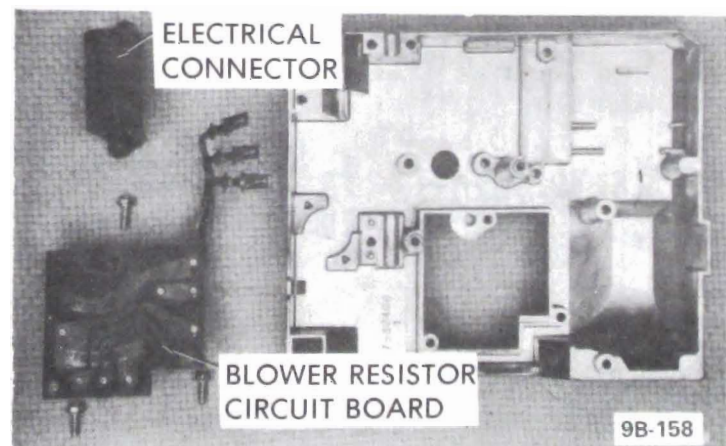 ELECTRICAL
CONNECTOR
BLOWER RESISTOR
CIRCUIT BOARD
9B-158